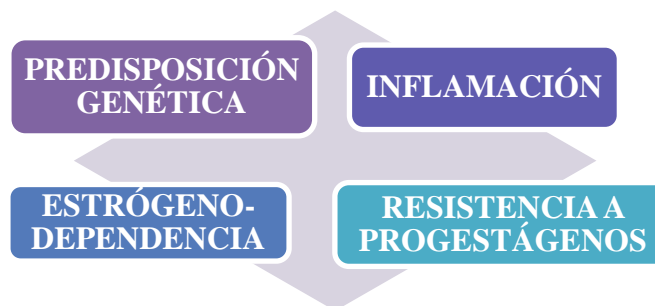 PREDISPOSICIÓN
GENÉTICA
INFLAMACIÓN
ESTRÓGENO-
DEPENDENCIA
RESISTENCIA A
PROGESTÁGENOS